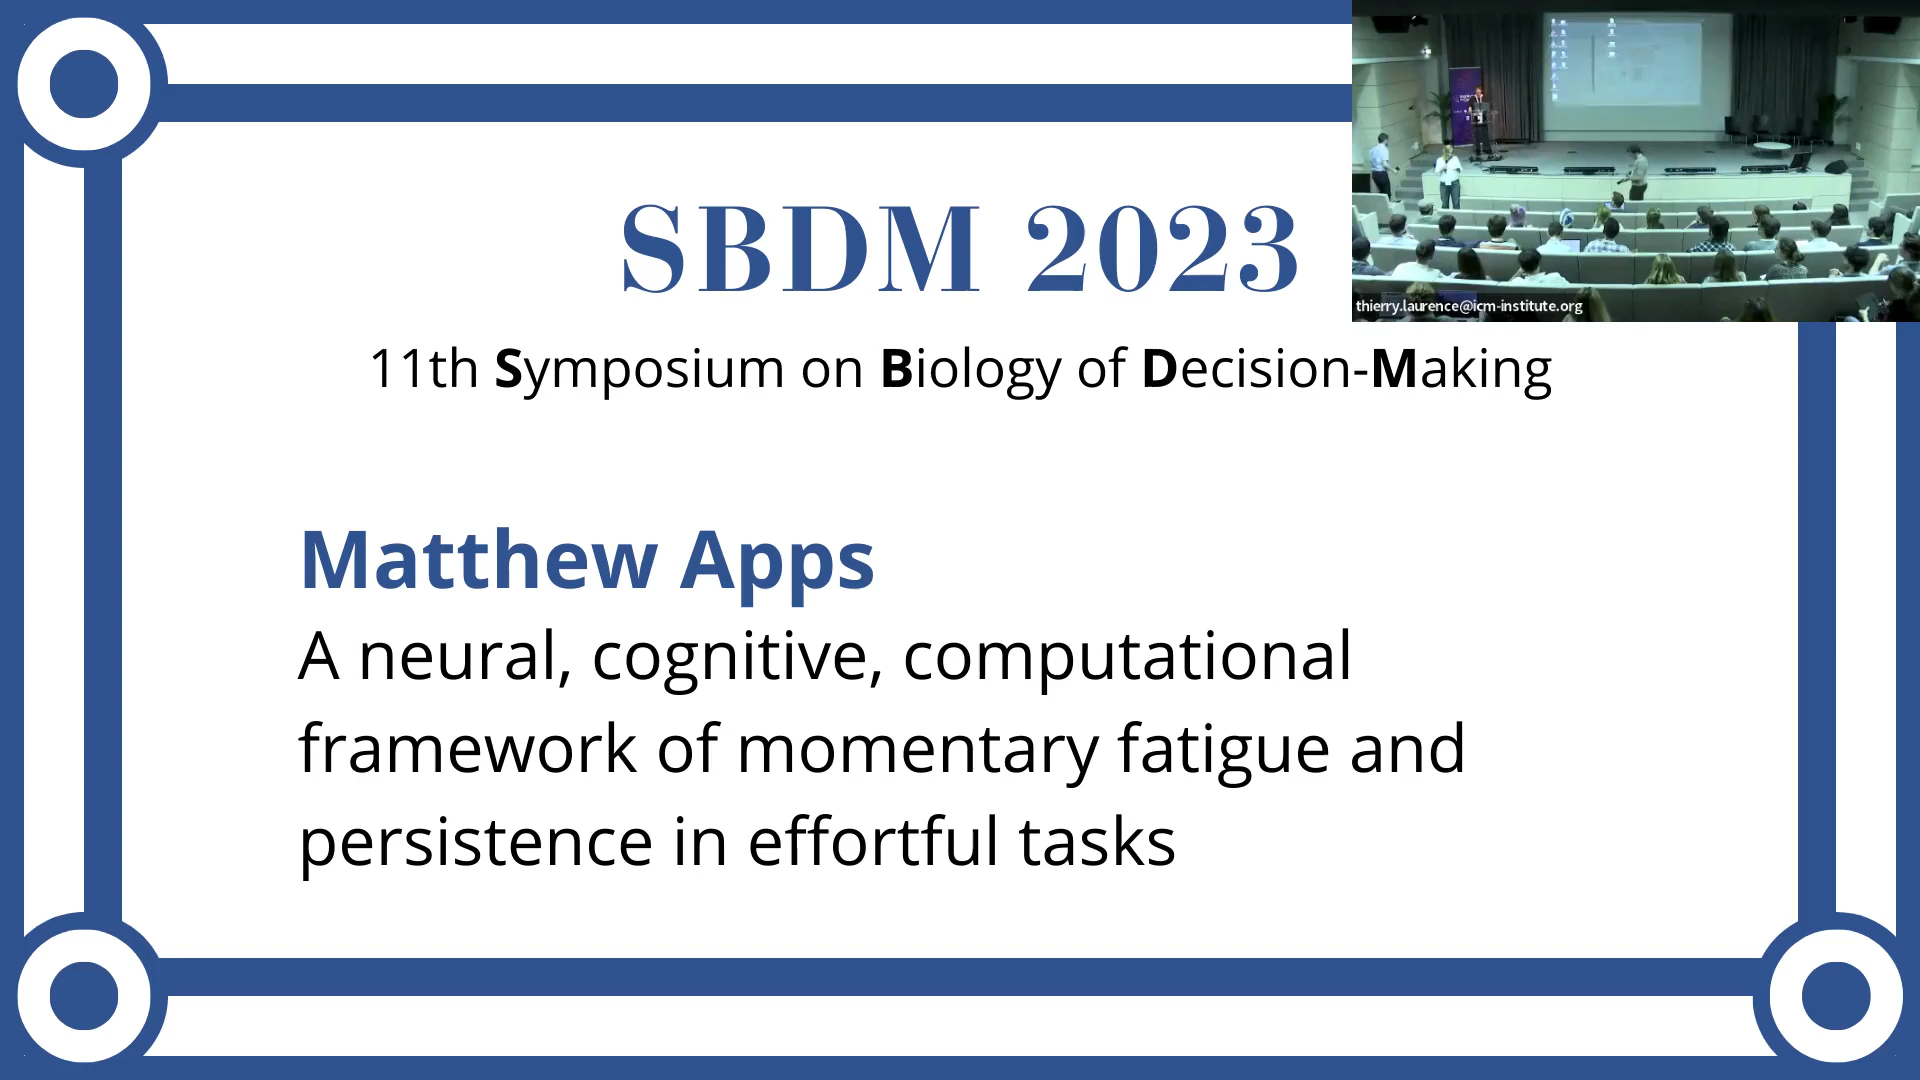 SBDM 2023
thierry.laurence@icm-institute.org
11th Symposium on Biology of Decision-Making
Matthew Apps
A neural, cognitive, computational
framework of momentary fatigue and
persistence in effortful tasks